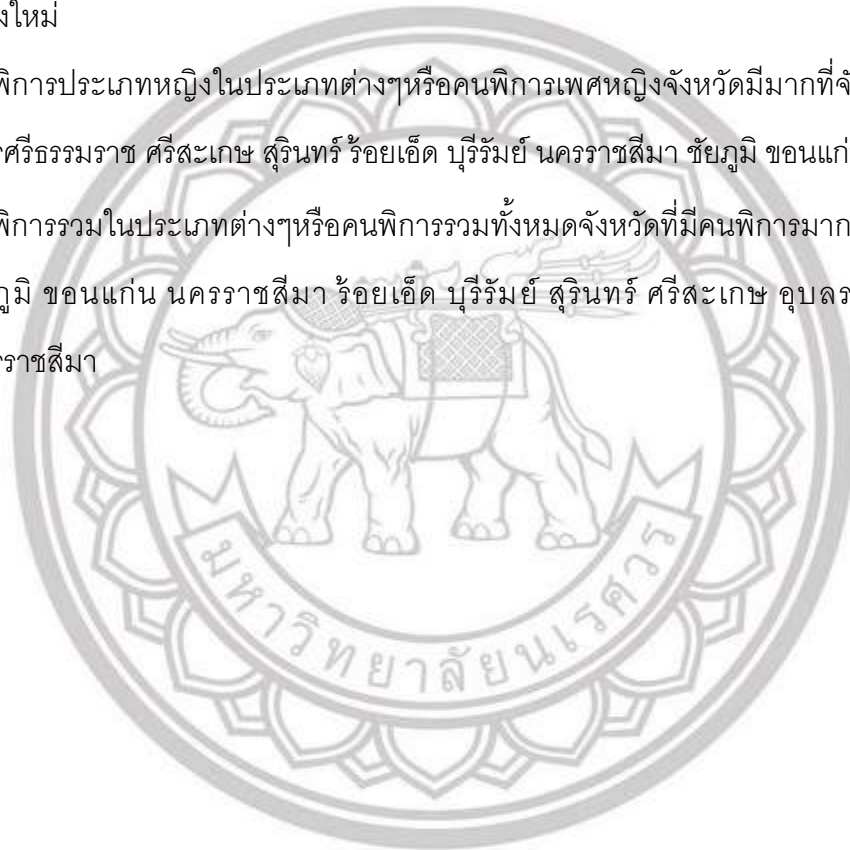 งใหม่
พิการประเภทหญิงในประเภทต่างๆหรือคนพิการเพศหญิงจังหวัดมีมากที่จั
รศรีธรรมราช ศรีสะเกษ สุรินทร์ ร้อยเอ็ด บุรีรัมย์ นครราชสีมา ชัยภูมิ ขอนแก่
พิการรวมในประเภทต่างๆหรือคนพิการรวมทั้งหมดจังหวัดที่มีคนพิการมาก
ภูมิ ขอนแก่น นครราชสีมา ร้อยเอ็ด บุรีรัมย์ สุรินทร์ ศรีสะเกษ อุบลร
รราชสีมา
มหาวิทยาลัยนเรศวร